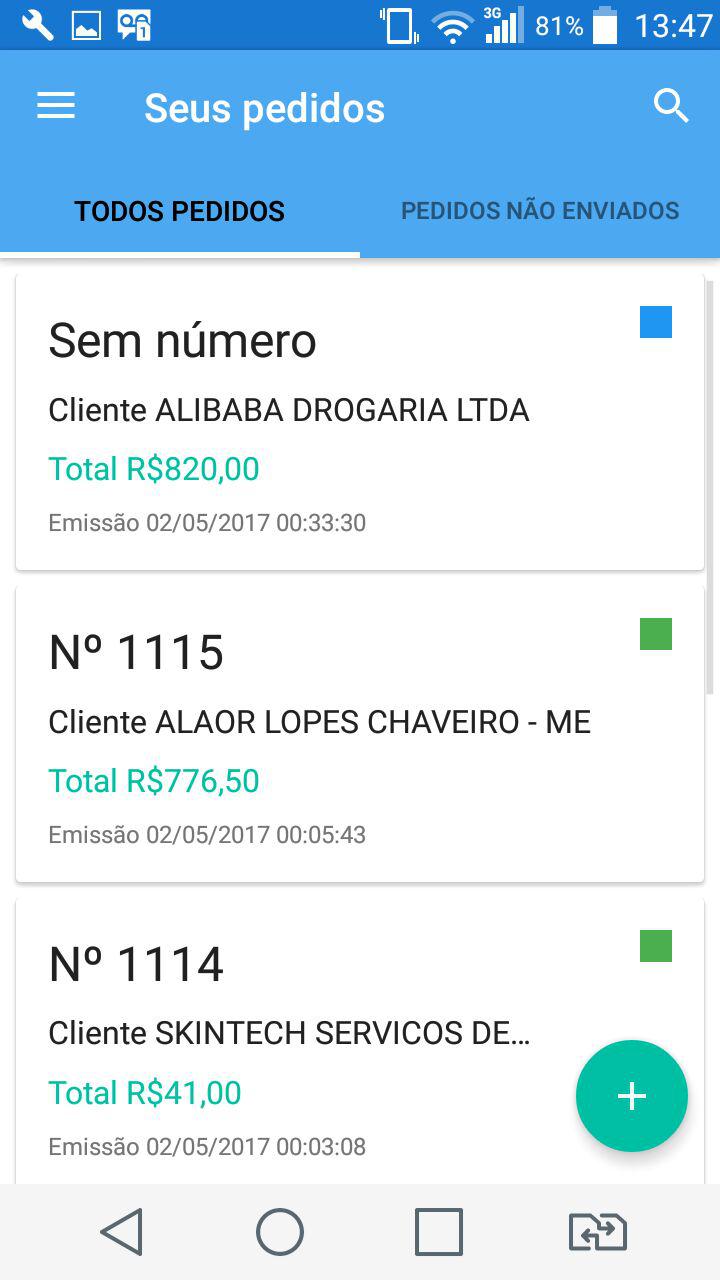 3G 81% 13:47
Seus pedidos
TODOS PEDIDOS PEDIDOS NÃO ENVIADOS
Sem número
Cliente ALIBABA DROGARIA LTDA
Total R$820,00
Emissão 02/05/2017 00:33:30
Nº 1115
Cliente ALAOR LOPES CHAVEIRO - ME
Total R$776,50
Emissão 02/05/2017 00:05:43
Nº 1114
Cliente SKINTECH SERVICOS DE...
Total R$41,00
Emissão 02/05/2017 00:03:08